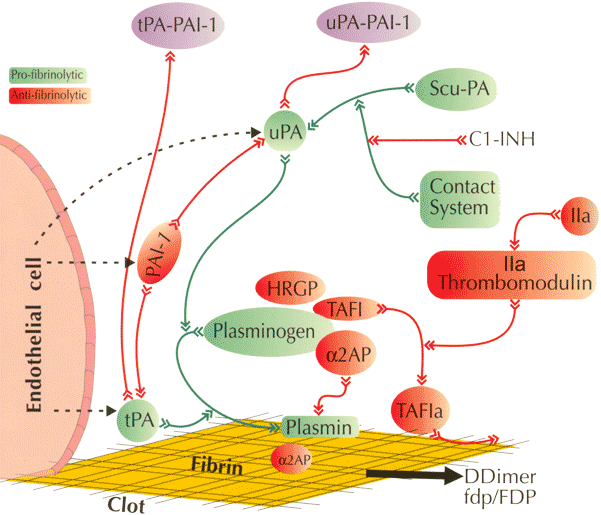 tPA-PAI-1
uPA-PAI-1
Pro-fibrinolytic
Anti-fibrinolytic
Scu-PA
uPA
C1-INH
Contact
System
IIa
PAI-1
IIa
Thrombomodulin
HRGP
TAFI
Plasminogen
α2AP
Endothelial cell
tPA
Plasmin
TAFIa
Fibrin
α2AP
DDimer
fdp/FDP
Clot